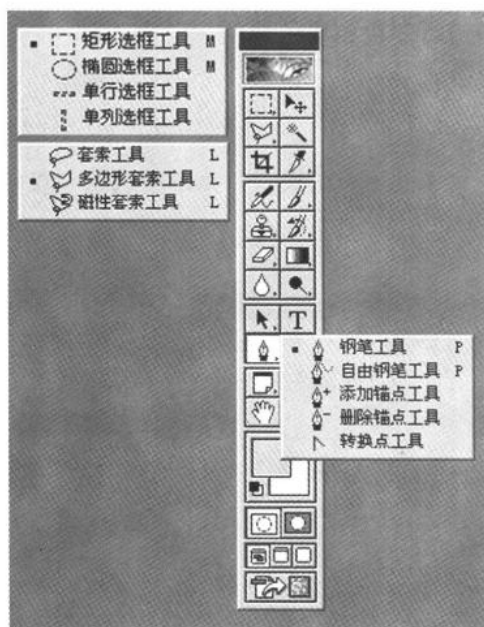 矩形选框工具 M
椭圆选框工具 M
单行选框工具
单列选框工具
套索工具 L
多边形套索工具 L
磁性套索工具 L
T
钢笔工具 P
自由钢笔工具 P
添加锚点工具
删除锚点工具
转换点工具